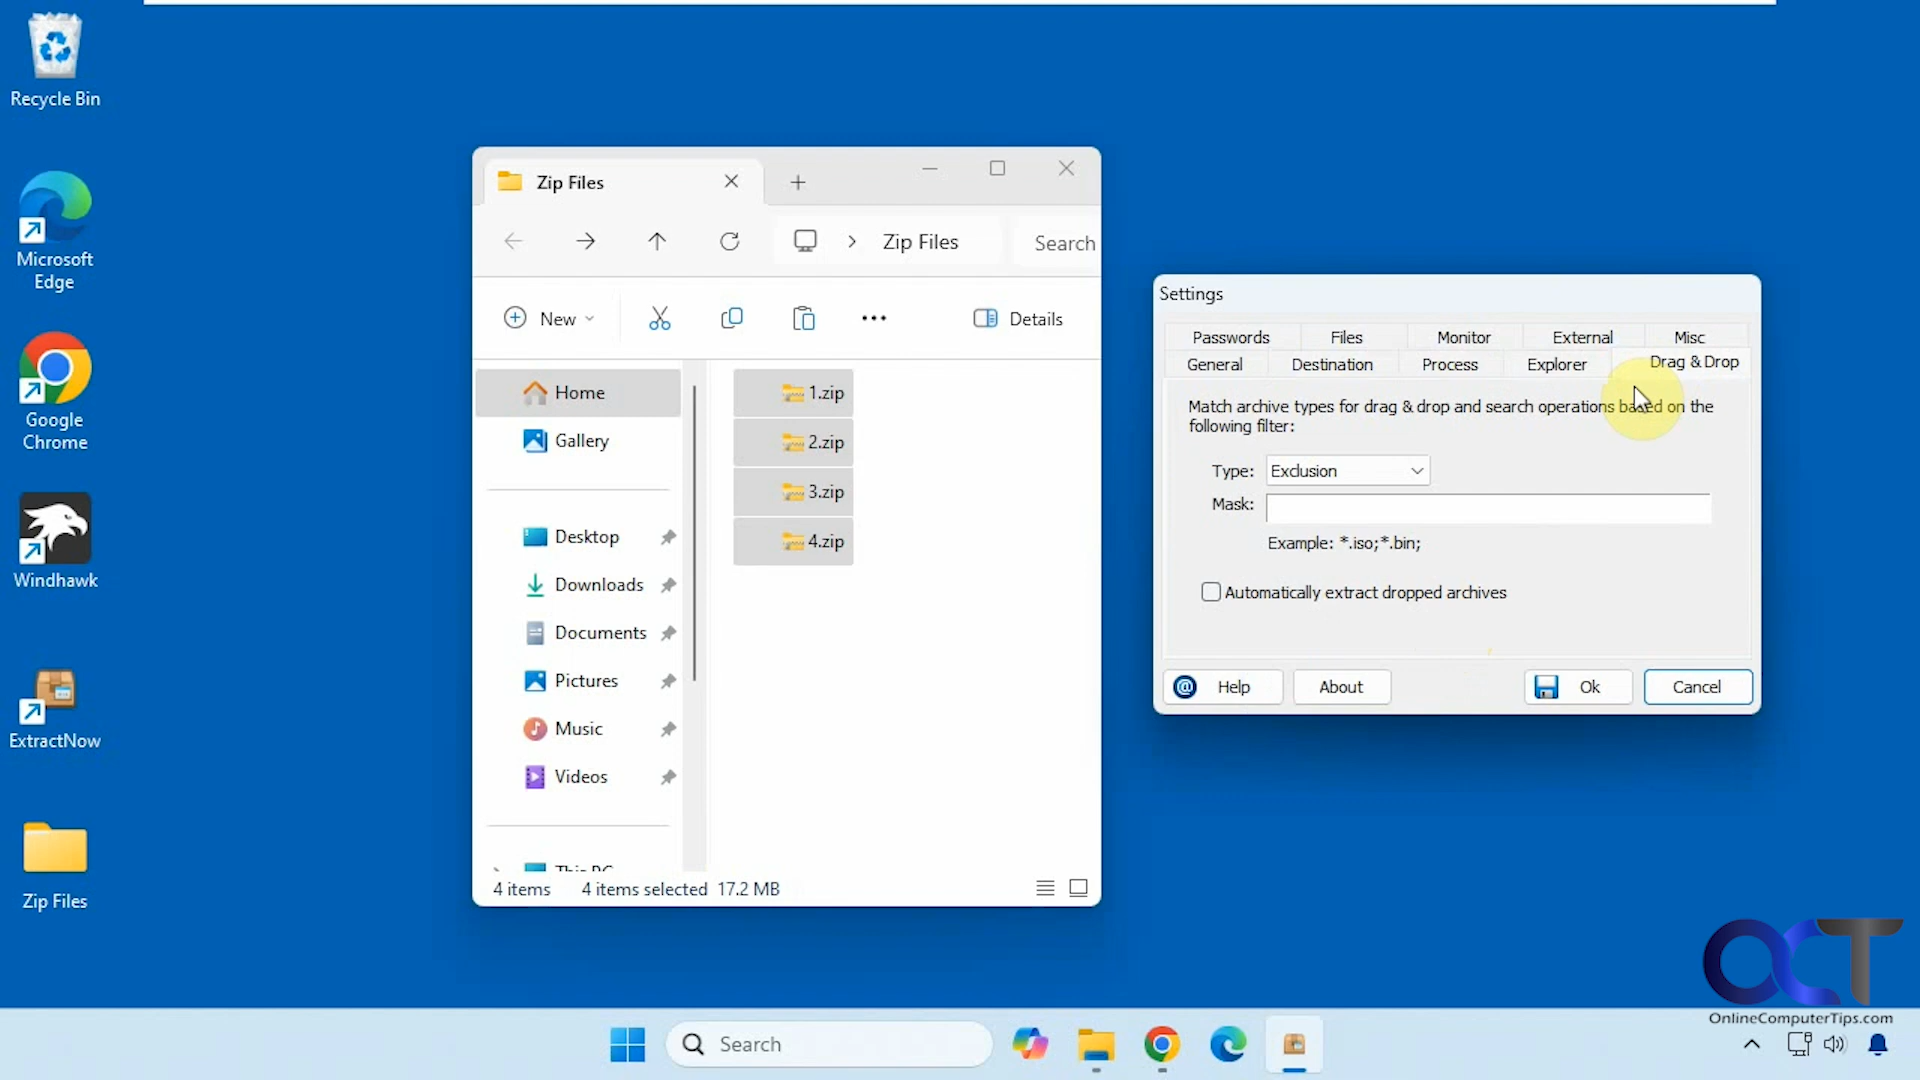 Recycle Bin
Microsoft
Edge
Google
Chrome
Windhawk
ExtractNow
Zip Files
Zip Files
Zip Files
Search
New
Details
Home
Gallery
Desktop
Downloads
Documents
Pictures
Music
Videos
This PC
1.zip
2.zip
3.zip
4.zip
4 items 4 items selected 17.2 MB
Settings
Passwords Files Monitor External Misc
General Destination Process Explorer Drag & Drop
Match archive types for drag & drop and search operations based on the
following filter:
Type: Exclusion
Mask:
Example: *.iso;*.bin;
Automatically extract dropped archives
Help About Ok Cancel
OCT
OnlineComputerTips.com
Search